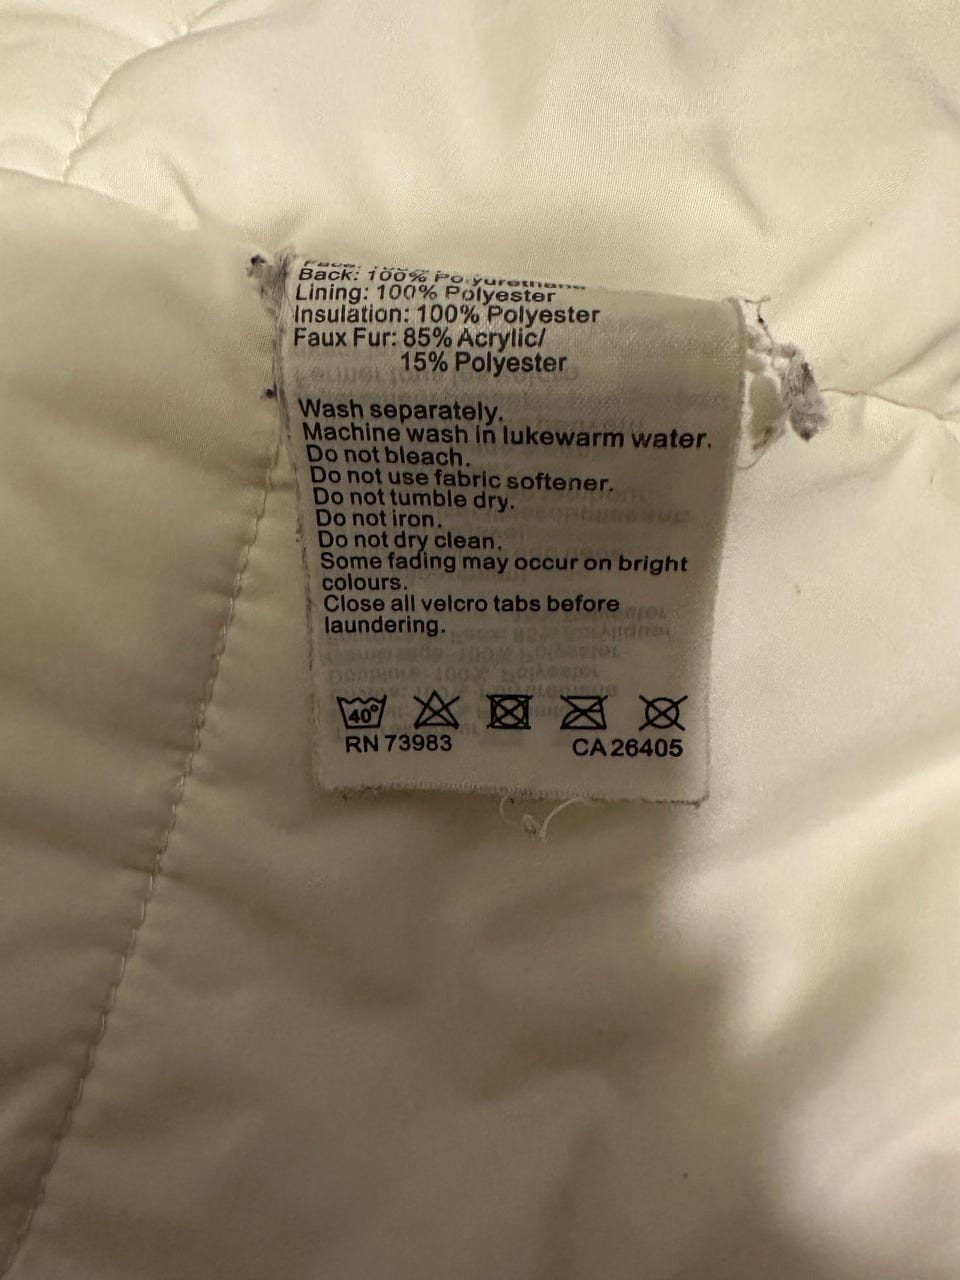 Face:
Back: 100% Polyurethane
Lining: 100% Polyester
Insulation: 100% Polyester
Faux Fur: 85% Acrylic/
15% Polyester
Wash separately.
Machine wash in lukewarm water.
Do not bleach.
Do not use fabric softener.
Do not tumble dry.
Do not iron.
Do not dry clean.
Some fading may occur on bright
colours.
Close all velcro tabs before
laundering.
40°
RN 73983
CA 26405